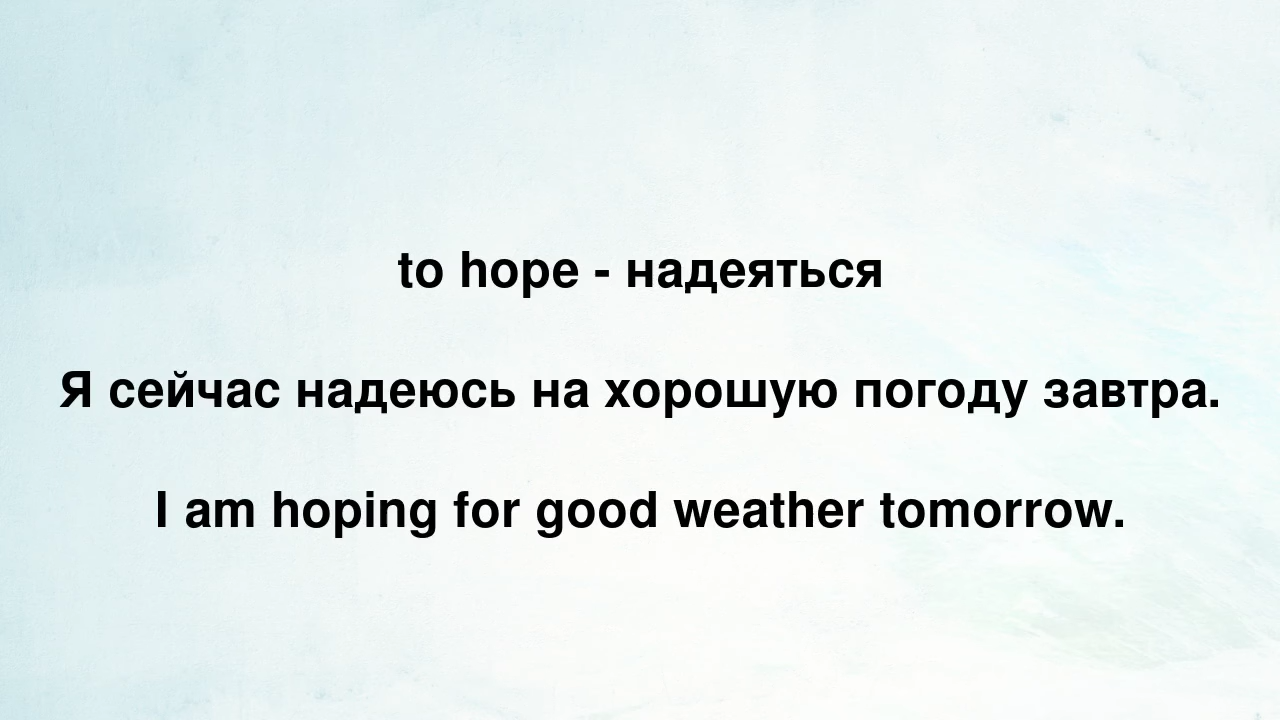 to hope - надеяться
Я сейчас надеюсь на хорошую погоду завтра.
I am hoping for good weather tomorrow.